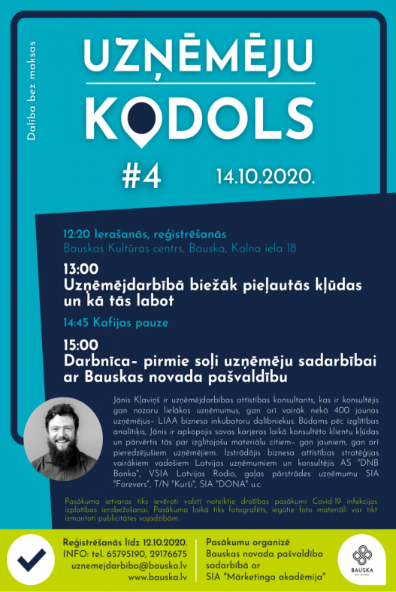 Dalība bez maksas
UZŅĒMĒJU
KODOLS
#4 14.10.2020.
12:20 Ierašanās, reģistrēšanās
Bauskas Kultūras centrs, Bauska, Kalna iela 18
13:00
Uzņēmējdarbībā biežāk pieļautās kļūdas
un kā tās labot
14:45 Kafijas pauze
15:00
Darbnīca– pirmie soļi uzņēmēju sadarbībai
ar Bauskas novada pašvaldību
Jānis Kļaviņš ir uzņēmējdarbības attīstības konsultants, kas ir konsultējis
gan nozaru lielākos uzņēmumus, gan arī vairāk nekā 400 jaunos
uzņēmējus– LIAA biznesa inkubatoru dalībniekus. Būdams pēc izglītības
analītiķis, Jānis ir apkopojis savas karjeras laikā konsultēto klientu kļūdas
un pārvērtis tās par izglītojošu materiālu citiem– gan jauniem, gan arī
pieredzējušiem uzņēmējiem. Izstrādājis biznesa attīstības stratēģijas
vairākiem vadošiem Latvijas uzņēmumiem un konsultējis AS "DNB
Banka", VSIA Latvijas Radio, gaļas pārstrādes uzņēmumu SIA
"Forevers", T/N "Kurši", SIA "DONA" u.c.
Pasākuma ietvaros tiks ievēroti valstī noteiktie drošības pasākumi Covid-19 infekcijas
izplatības ierobežošanai. Pasākuma laikā tiks fotografēts, iegūtie foto materiāli var tikt
izmantoti publicitātes vajadzībām.
Reģistrēšanās līdz 12.10.2020.
INFO: tel. 65795190, 29176675
uznemejdarbiba@bauska.lv
www.bauska.lv
Pasākumu organizē
Bauskas novada pašvaldība
sadarbībā ar
SIA "Mārketinga akadēmija"
BAUSKA